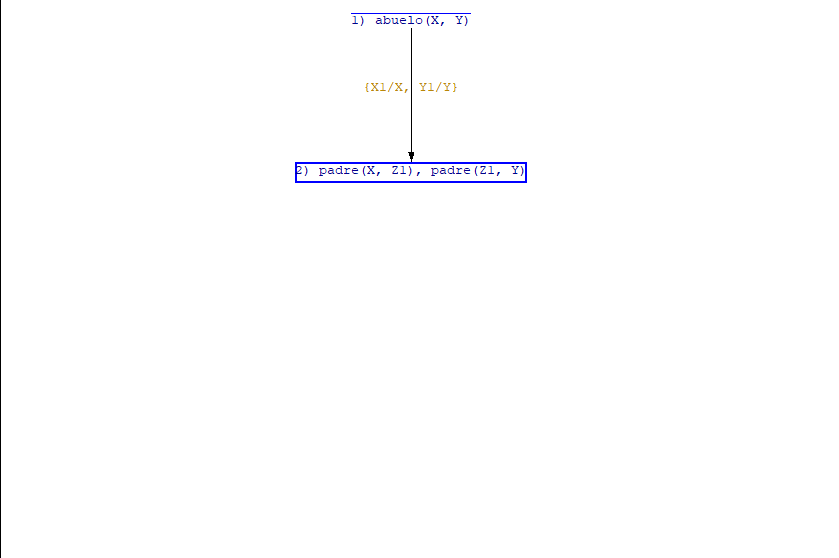 1) abuelo(X, Y)
{X1/X, Y1/Y}
2) padre(X, Z1), padre(Z1, Y)